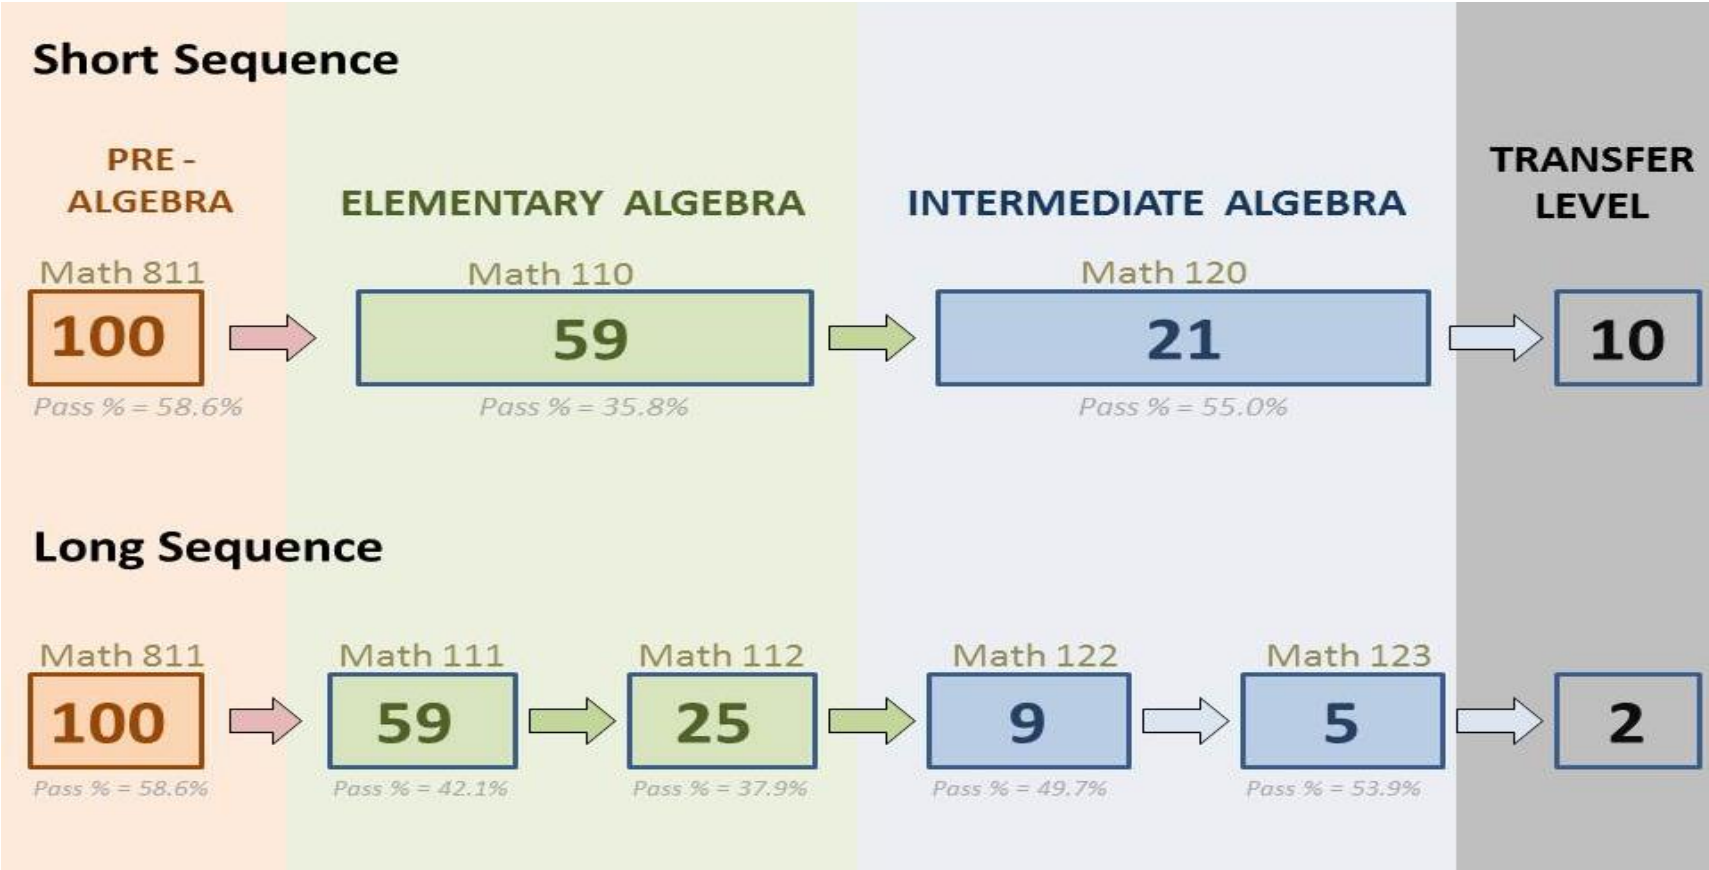 Short Sequence
PRE -
ALGEBRA
ELEMENTARY ALGEBRA
INTERMEDIATE ALGEBRA
TRANSFER
LEVEL
Math 811
Math 110
Math 120
100
59
21
10
Pass % = 58.6%
Pass % = 35.8%
Pass % = 55.0%
Long Sequence
Math 811
Math 111
Math 112
Math 122
Math 123
100
59
25
9
5
2
Pass % = 58.6%
Pass % = 42.1%
Pass % = 37.9%
Pass % = 49.7%
Pass % = 53.9%